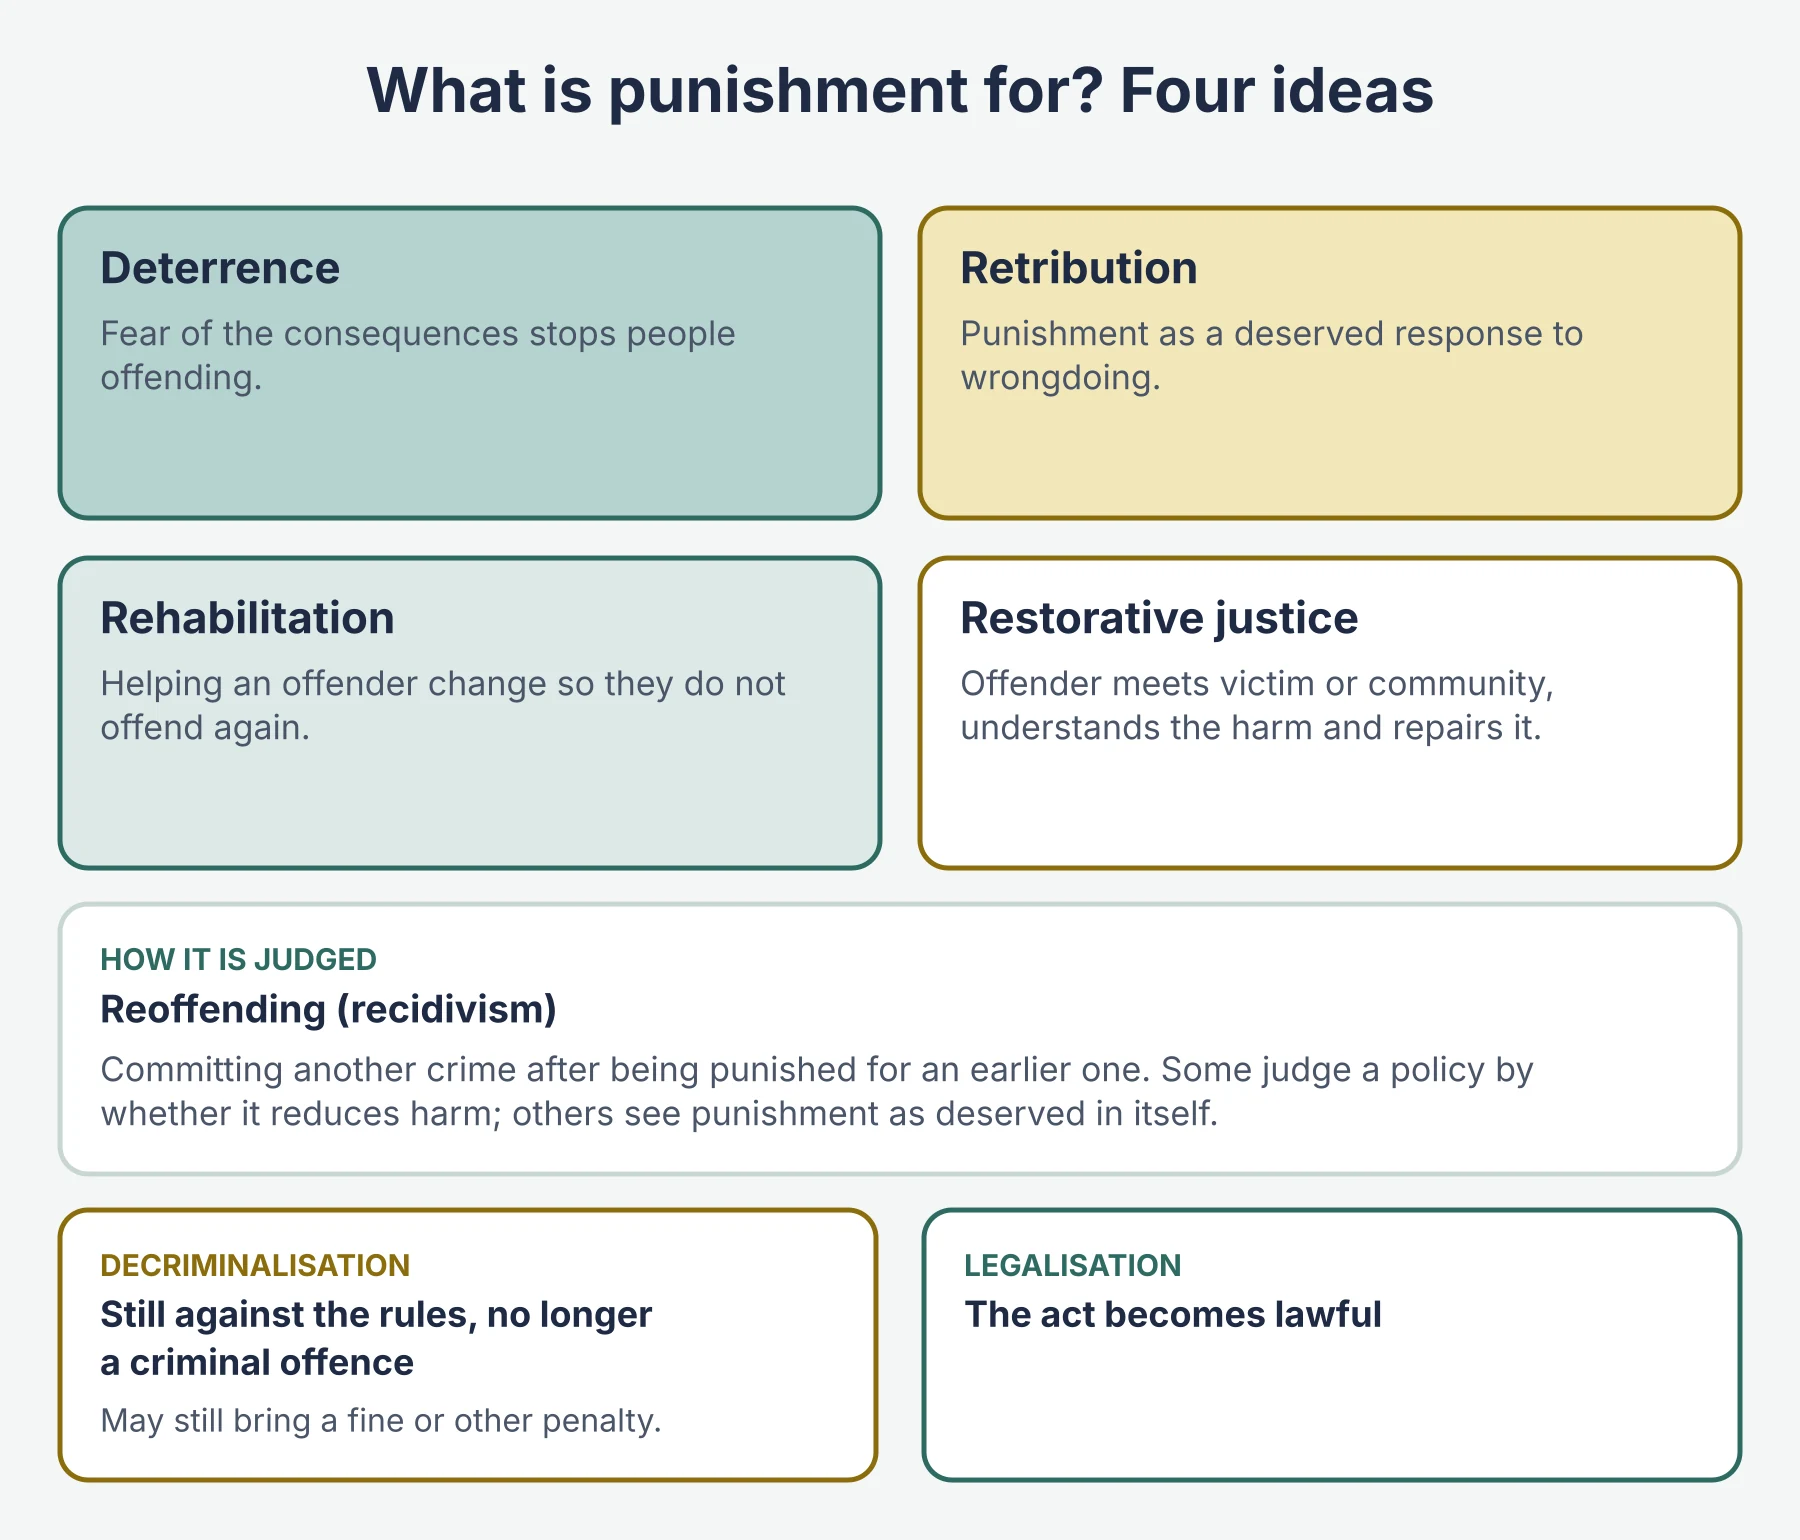 What is punishment for? Four ideas
Deterrence
Fear of the consequences stops people
offending.
Retribution
Punishment as a deserved response to
wrongdoing.
Rehabilitation
Helping an offender change so they do not
offend again.
Restorative justice
Offender meets victim or community,
understands the harm and repairs it.
HOW IT IS JUDGED
Reoffending (recidivism)
Committing another crime after being punished for an earlier one. Some judge a policy by
whether it reduces harm; others see punishment as deserved in itself.
DECRIMINALISATION
Still against the rules, no longer
a criminal offence
May still bring a fine or other penalty.
LEGALISATION
The act becomes lawful